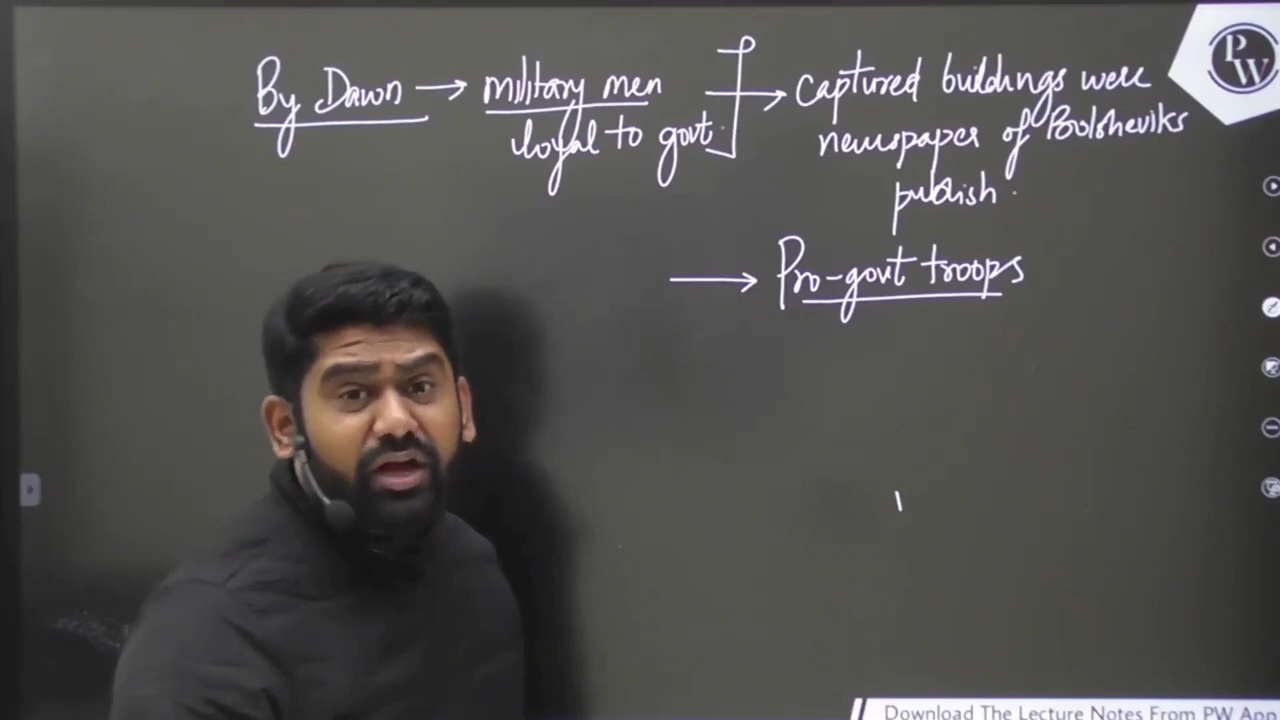 By Dawn → military men → captured buildings were
loyal to govt. newspaper of Bolsheviks
publish.
→ Pro-govt troops
PW
Download The Lecture Notes From PW App